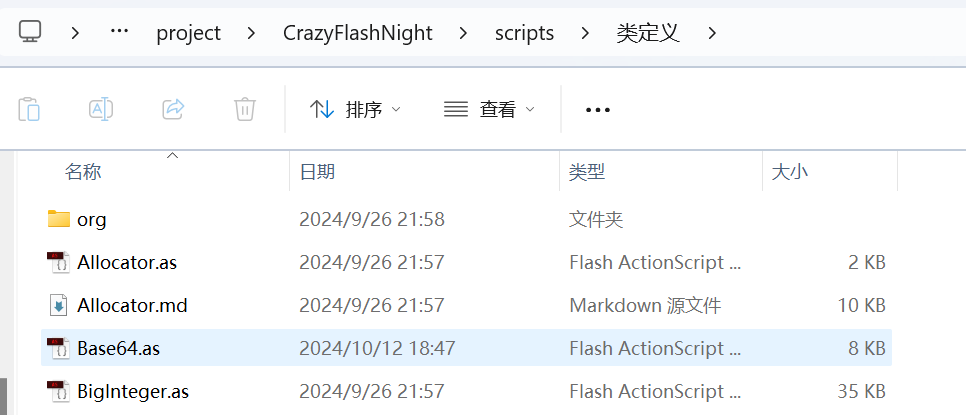 project CrazyFlashNight scripts 类定义
排序 查看
名称 日期 类型 大小
org 2024/9/26 21:58 文件夹
Allocator.as 2024/9/26 21:57 Flash ActionScript ... 2 KB
Allocator.md 2024/9/26 21:57 Markdown 源文件 10 KB
Base64.as 2024/10/12 18:47 Flash ActionScript ... 8 KB
BigInteger.as 2024/9/26 21:57 Flash ActionScript ... 35 KB